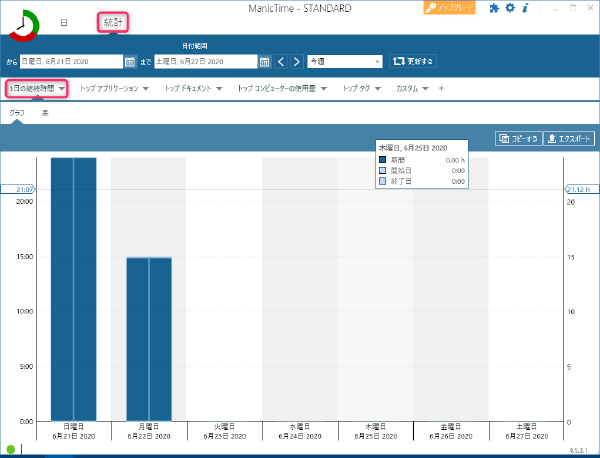 ManicTime - STANDARD
アップグレード
日
統計
日付範囲
から
日曜日, 6月21日 2020
まで
土曜日, 6月27日 2020
今週
更新する
1日の継続時間
トップ アプリケーション
トップ ドキュメント
トップ コンピューターの使用量
トップ タグ
カスタム
+
グラフ
表
コピーする
エクスポート
木曜日, 6月25日 2020
期間 0.00 h
開始日 0:00
終了日 0:00
21:07
21.12 h
20:00
20
15:00
15
10:00
10
5:00
5
0:00
0
日曜日
6月21日 2020
月曜日
6月22日 2020
火曜日
6月23日 2020
水曜日
6月24日 2020
木曜日
6月25日 2020
金曜日
6月26日 2020
土曜日
6月27日 2020
4.5.3.1